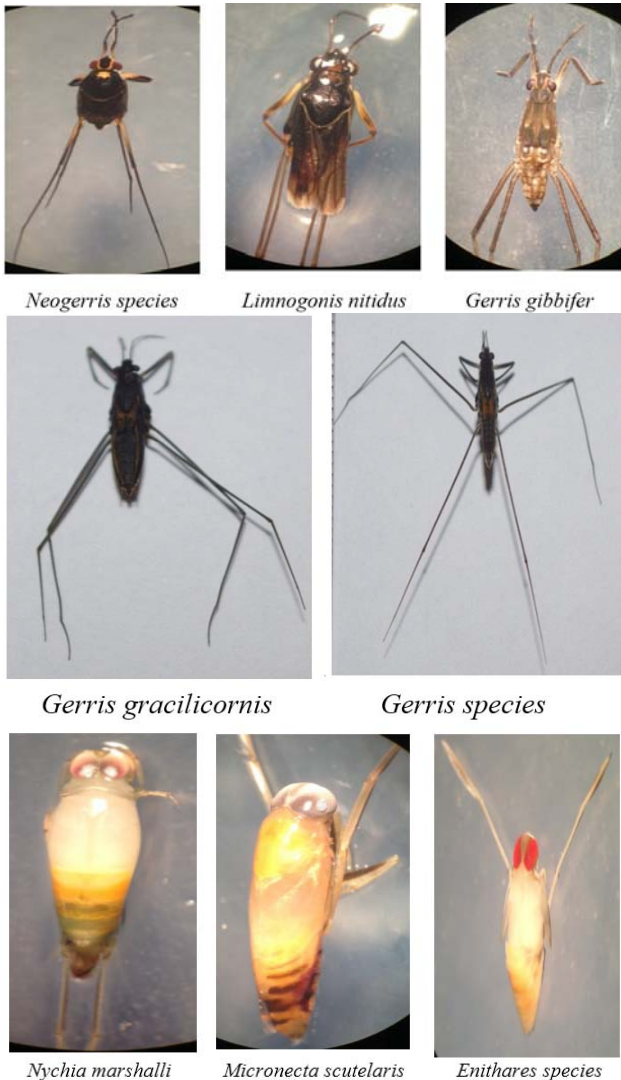 Neogerris species
Limnogonis nitidus
Gerris gibbifer
Gerris gracilicornis
Gerris species
Nychia marshalli
Micronecta scutelaris
Enithares species